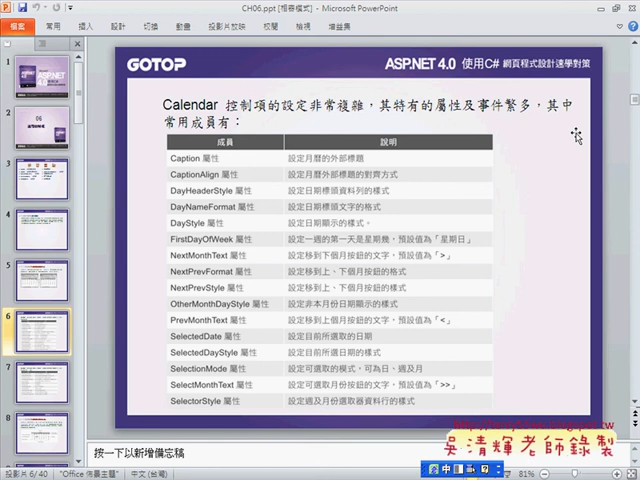 CH06.ppt [相容模式] - Microsoft PowerPoint
檔案 常用 插入 設計 切換 動畫 投影片放映 校閱 檢視 增益集
GOTOP ASP.NET 4.0 使用C# 網頁程式設計速學對策
Calendar 控制項的設定非常複雜，其特有的屬性及事件繁多，其中
常用成員有：
成員 說明
Caption 屬性 設定月曆的外部標題
CaptionAlign 屬性 設定月曆外部標題的對齊方式
DayHeaderStyle 屬性 設定日期標頭資料列的樣式
DayNameFormat 屬性 設定日期標頭文字的格式
DayStyle 屬性 設定日期顯示的樣式。
FirstDayOfWeek 屬性 設定一週的第一天是星期幾，預設值為「星期日」
NextMonthText 屬性 設定移到下個月按鈕的文字，預設值為「>」
NextPrevFormat 屬性 設定移到上、下個月按鈕的格式
NextPrevStyle 屬性 設定移到上、下個月按鈕的樣式
OtherMonthDayStyle 屬性 設定非本月份日期顯示的樣式
PrevMonthText 屬性 設定移到上個月按鈕的文字，預設值為「<」
SelectedDate 屬性 設定目前所選取的日期
SelectedDayStyle 屬性 設定目前所選日期的樣式
SelectionMode 屬性 設定可選取的模式，可為日、週及月
SelectMonthText 屬性 設定可選取月份按鈕的文字，預設值為「>>」
SelectorStyle 屬性 設定週及月份選取器資料行的樣式
1
2
3
4
5
6
7
8
吳清輝老師錄製
按一下以新增備忘稿
投影片 6/40 "Office 佈景主題" 中文 (台灣) 81%